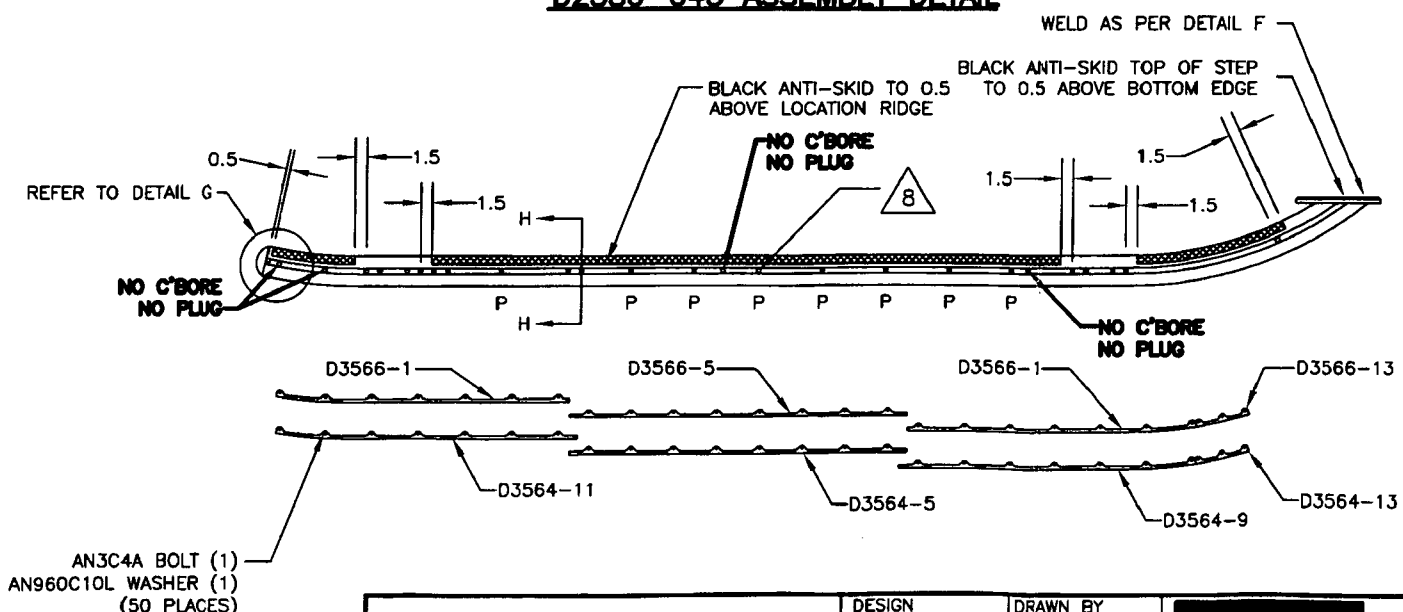 WELD AS PER DETAIL F
BLACK ANTI-SKID TOP OF STEP
TO 0.5 ABOVE BOTTOM EDGE
BLACK ANTI-SKID TO 0.5
ABOVE LOCATION RIDGE
NO C'BORE
NO PLUG
0.5
1.5
1.5
1.5
1.5
1.5
REFER TO DETAIL G
8
H
H
NO C'BORE
NO PLUG
P P P P P P P P
NO C'BORE
NO PLUG
D3566-1
D3566-5
D3566-1
D3566-13
D3564-11
D3564-5
D3564-9
D3564-13
AN3C4A BOLT (1)
AN960C10L WASHER (1)
(50 PLACES)
DESIGN
DRAWN BY